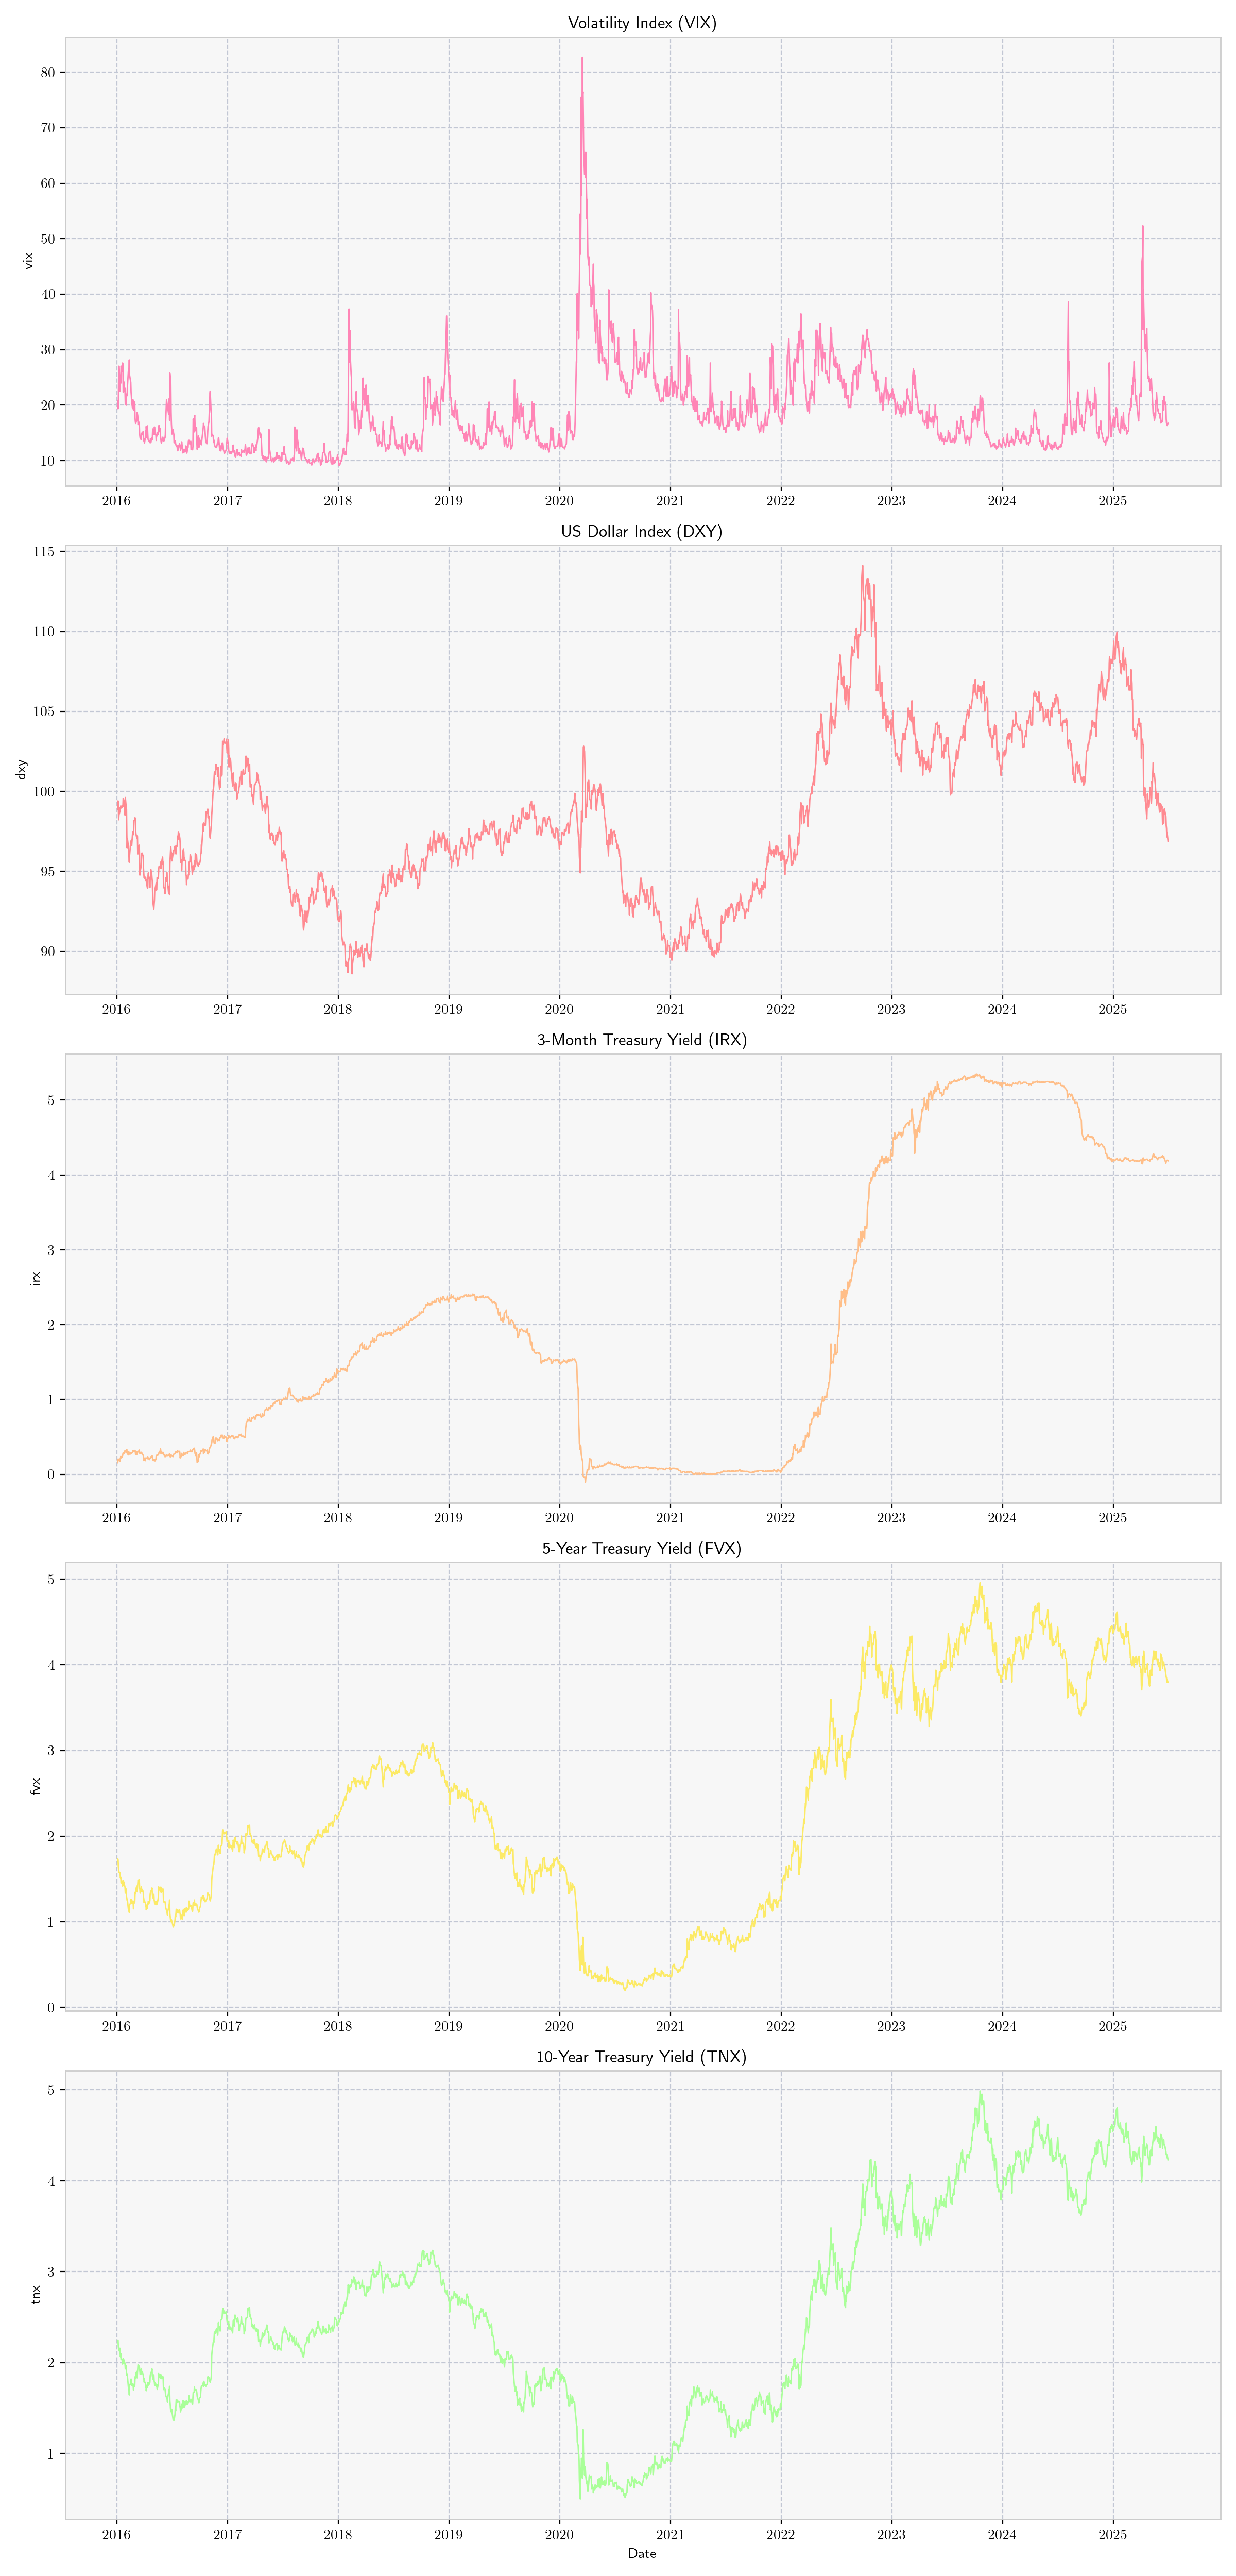 Volatility Index (VIX)
80
70
60
50
40
30
20
10
vix
2016 2017 2018 2019 2020 2021 2022 2023 2024 2025
US Dollar Index (DXY)
115
110
105
100
95
90
dxy
2016 2017 2018 2019 2020 2021 2022 2023 2024 2025
3-Month Treasury Yield (IRX)
5
4
3
2
1
0
irx
2016 2017 2018 2019 2020 2021 2022 2023 2024 2025
5-Year Treasury Yield (FVX)
5
4
3
2
1
0
fvx
2016 2017 2018 2019 2020 2021 2022 2023 2024 2025
10-Year Treasury Yield (TNX)
5
4
3
2
1
tnx
2016 2017 2018 2019 2020 2021 2022 2023 2024 2025
Date